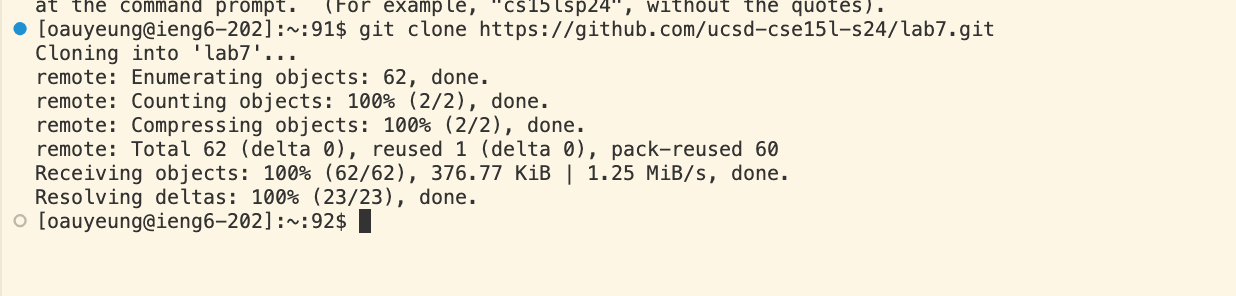 at the command prompt.  (For example, "cs15lsp24", without the quotes).
[oauyeung@ieng6-202]:~:91$ git clone https://github.com/ucsd-cse15l-s24/lab7.git
Cloning into 'lab7'...
remote: Enumerating objects: 62, done.
remote: Counting objects: 100% (2/2), done.
remote: Compressing objects: 100% (2/2), done.
remote: Total 62 (delta 0), reused 1 (delta 0), pack-reused 60
Receiving objects: 100% (62/62), 376.77 KiB | 1.25 MiB/s, done.
Resolving deltas: 100% (23/23), done.
[oauyeung@ieng6-202]:~:92$